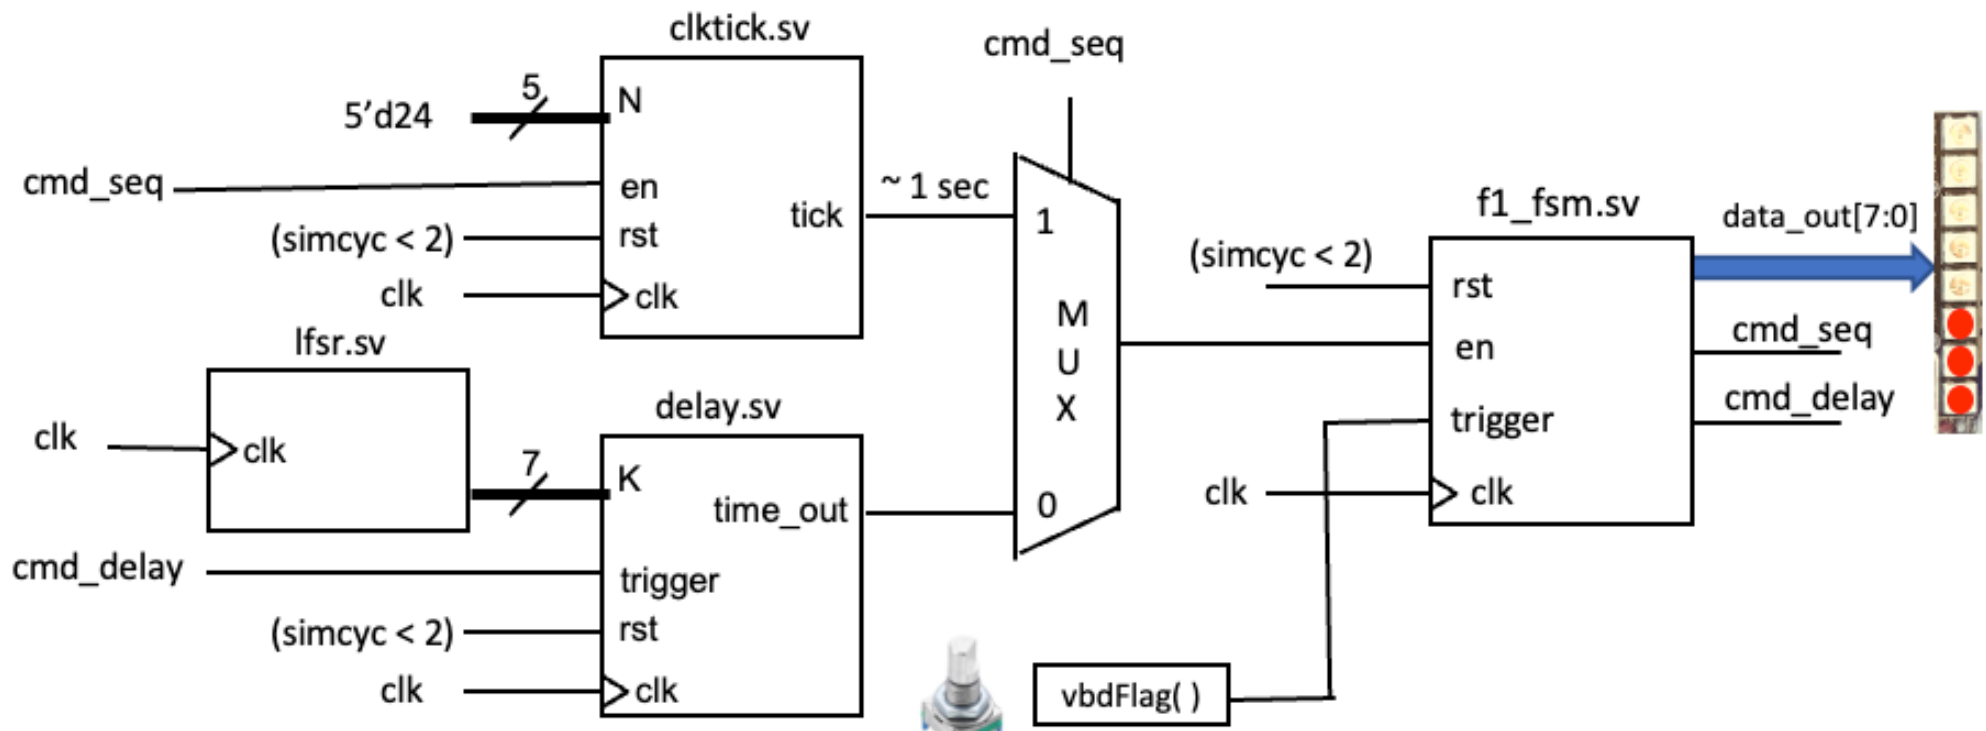 clktick.sv
cmd_seq
5
5’d24
N
cmd_seq
en
~ 1 sec
tick
1
(simcyc < 2)
rst
clk
clk
f1_fsm.sv
data_out[7:0]
(simcyc < 2)
rst
M
U
X
en
cmd_seq
cmd_delay
trigger
clk
clk
lfsr.sv
clk
clk
delay.sv
7
K
time_out
0
cmd_delay
trigger
(simcyc < 2)
rst
clk
clk
vbdFlag( )